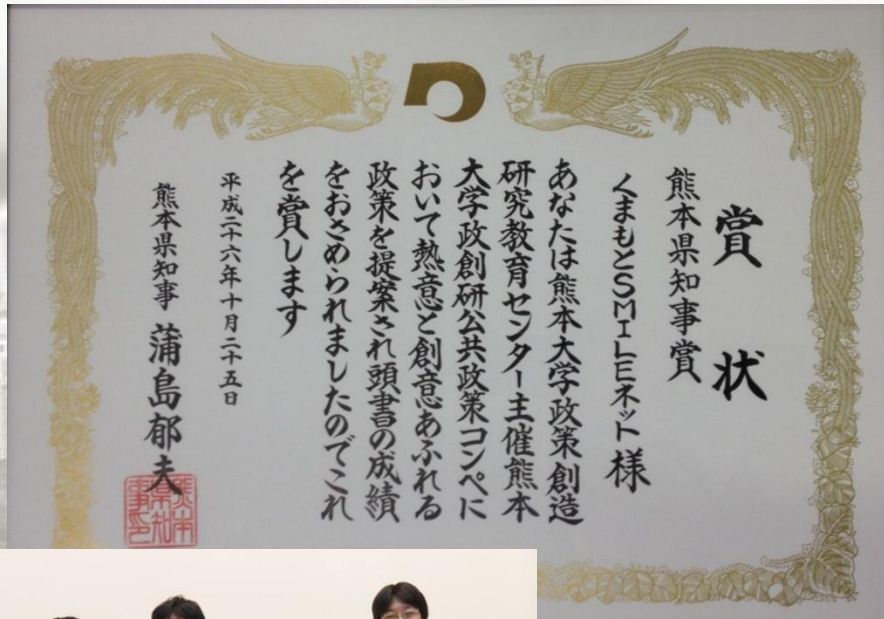 賞状
熊本県知事賞
くまもとSMILEネット様
あなたは熊本大学政策創造
研究教育センター主催熊本
大学政創研公共政策コンペに
おいて熱意と創意あふれる
政策を提案され頭書の成績
をおさめられましたのでこれ
を賞します
平成二十六年十月二十五日
熊本県知事 蒲島郁夫
熊本県知事印